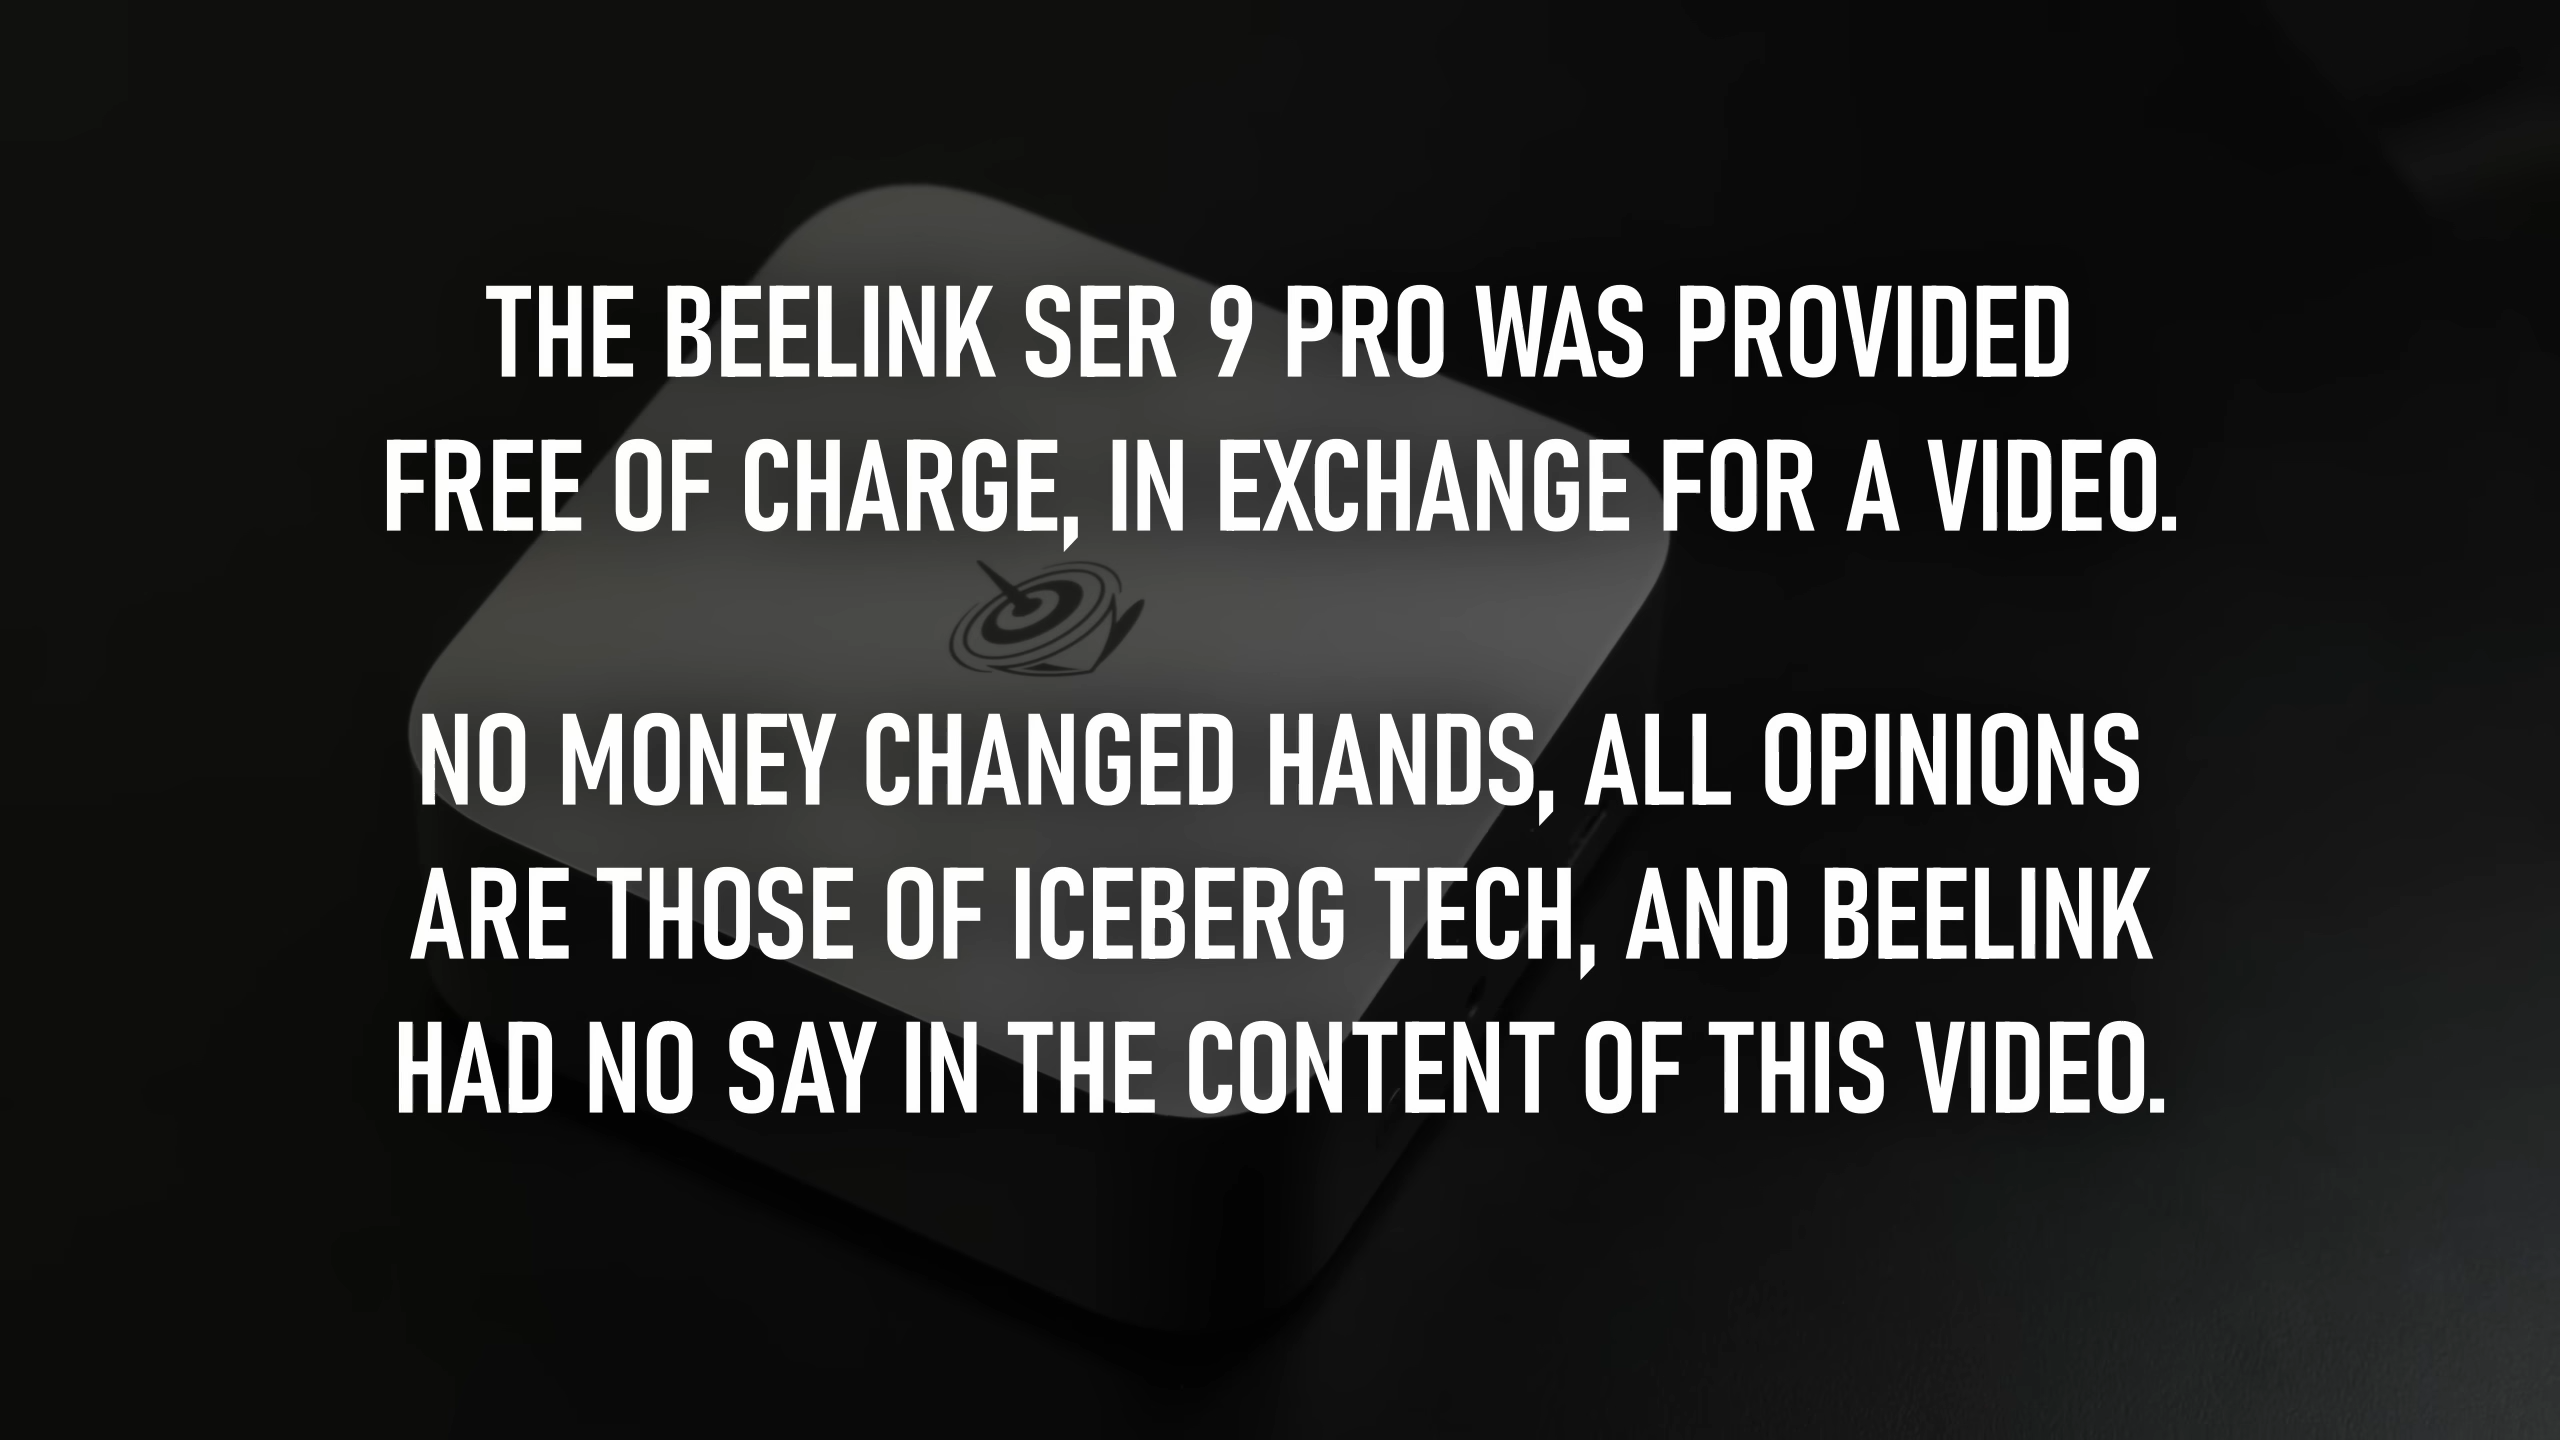 THE BEELINK SER 9 PRO WAS PROVIDED
FREE OF CHARGE, IN EXCHANGE FOR A VIDEO.
NO MONEY CHANGED HANDS, ALL OPINIONS
ARE THOSE OF ICEBERG TECH, AND BEELINK
HAD NO SAY IN THE CONTENT OF THIS VIDEO.